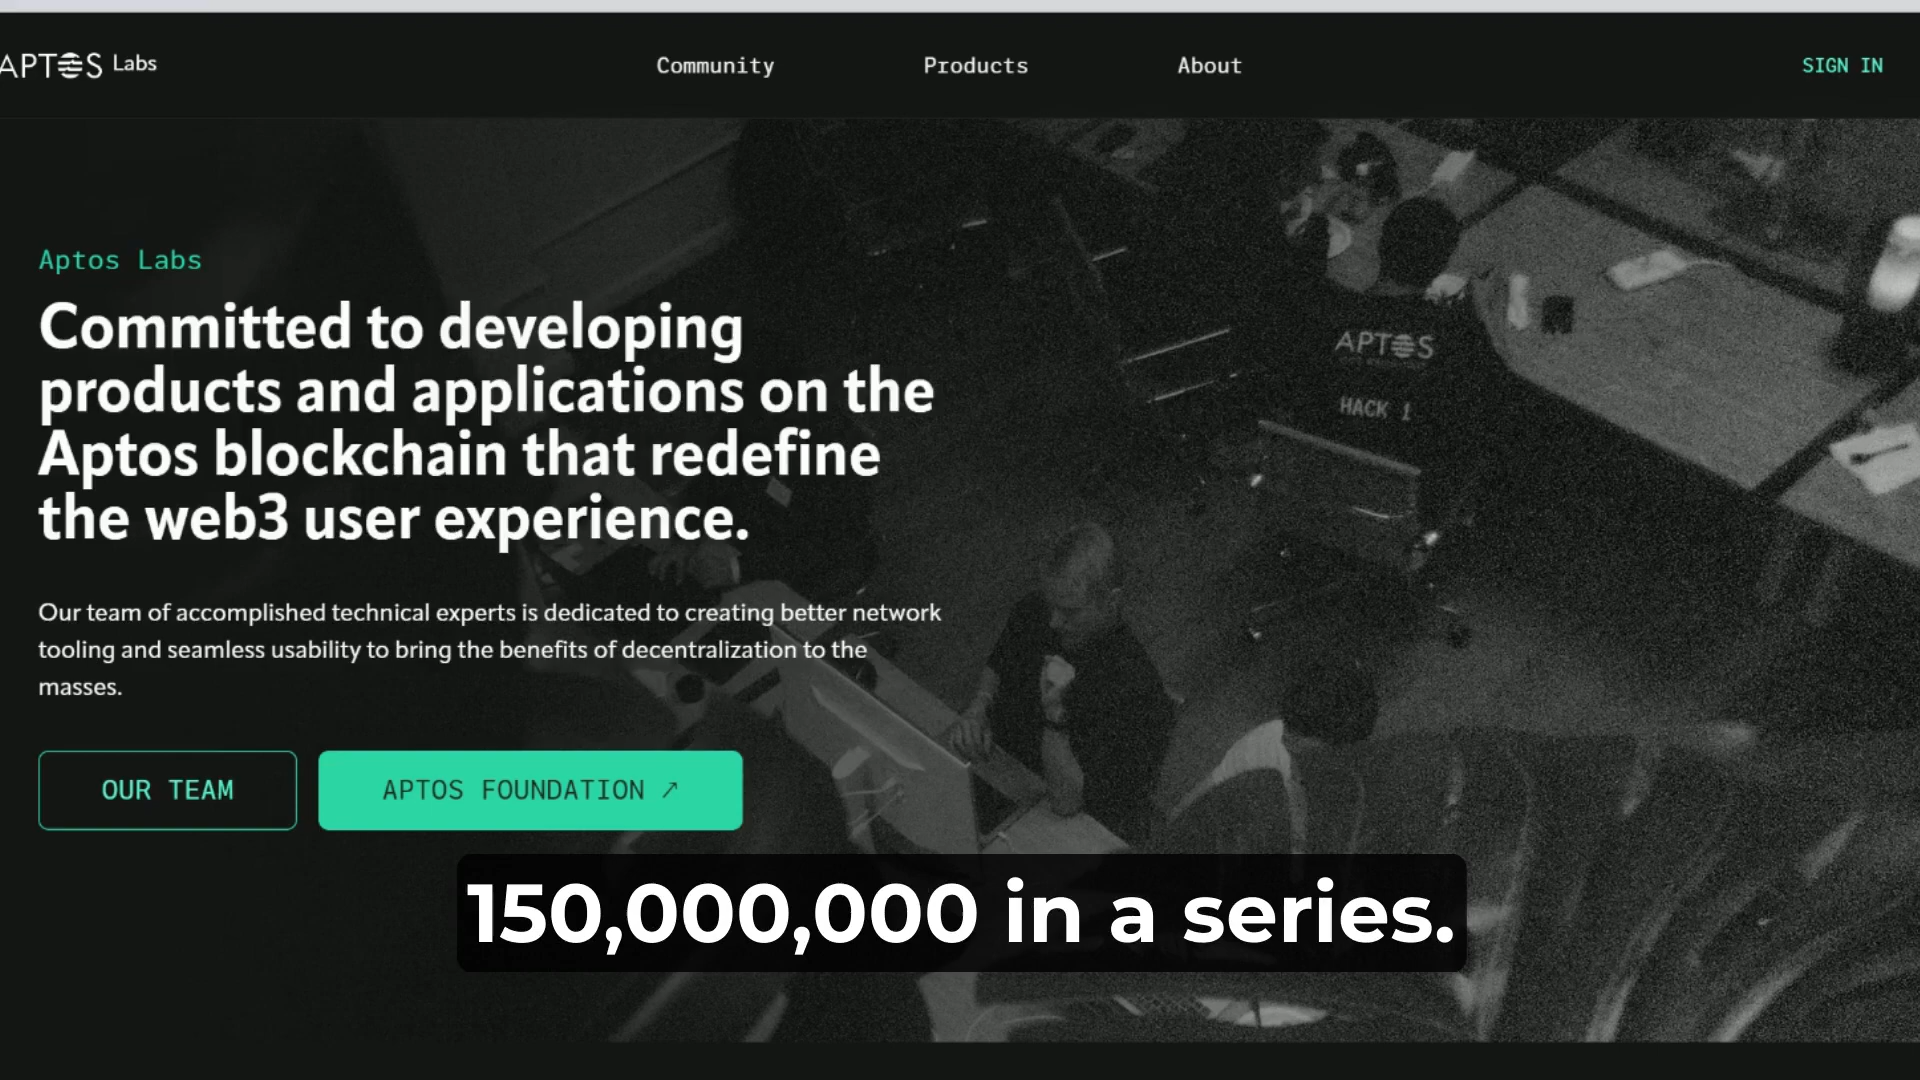 APTOS Labs
Community
Products
About
SIGN IN
Aptos Labs
Committed to developing
products and applications on the
Aptos blockchain that redefine
the web3 user experience.
APTOS
HACK 1
Our team of accomplished technical experts is dedicated to creating better network
tooling and seamless usability to bring the benefits of decentralization to the
masses.
OUR TEAM
APTOS FOUNDATION ↗
150,000,000 in a series.